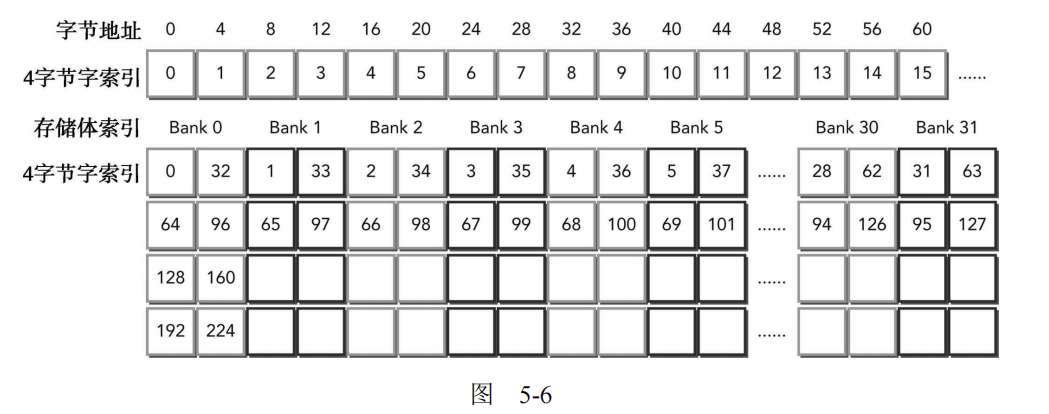 字节地址 0 4 8 12 16 20 24 28 32 36 40 44 48 52 56 60
4字节字索引 0 1 2 3 4 5 6 7 8 9 10 11 12 13 14 15 ......
存储体索引 Bank 0 Bank 1 Bank 2 Bank 3 Bank 4 Bank 5 Bank 30 Bank 31
4字节字索引 0 32 1 33 2 34 3 35 4 36 5 37 ...... 28 62 31 63
64 96 65 97 66 98 67 99 68 100 69 101 ...... 94 126 95 127
128 160 ......
192 224 ......
图 5-6